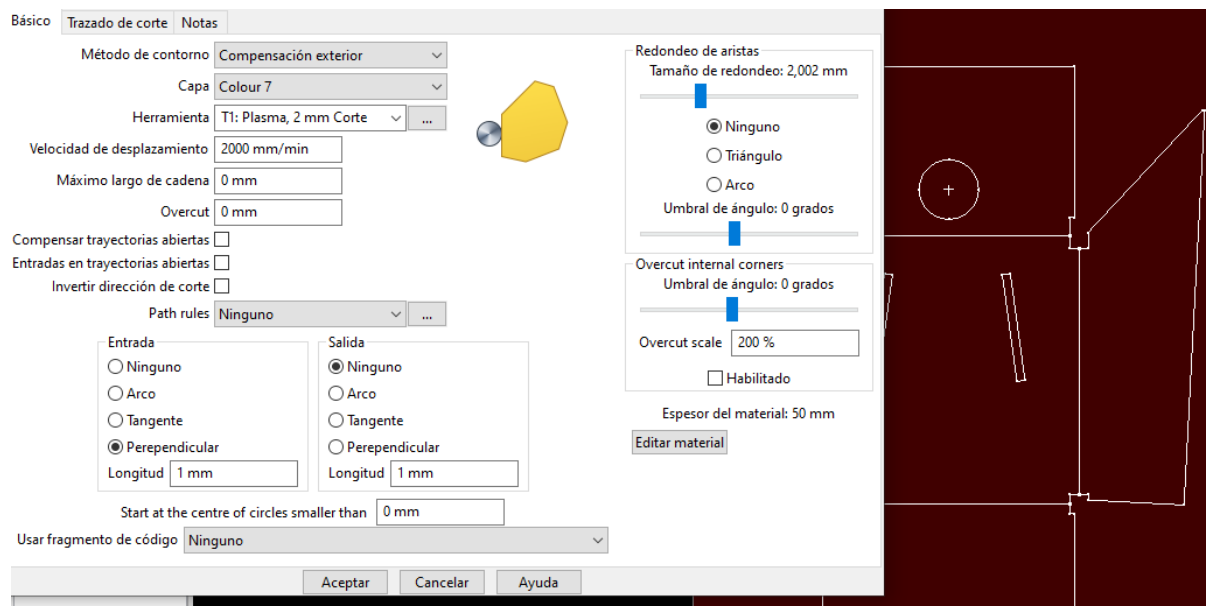 Básico Trazado de corte Notas
Método de contorno Compensación exterior
Capa Colour 7
Herramienta T1: Plasma, 2 mm Corte ...
Velocidad de desplazamiento 2000 mm/min
Máximo largo de cadena 0 mm
Overcut 0 mm
Compensar trayectorias abiertas
Entradas en trayectorias abiertas
Invertir dirección de corte
Path rules Ninguno ...
Entrada
Ninguno
Arco
Tangente
Perependicular
Longitud 1 mm
Salida
Ninguno
Arco
Tangente
Perependicular
Longitud 1 mm
Start at the centre of circles smaller than 0 mm
Usar fragmento de código Ninguno
Redondeo de aristas
Tamaño de redondeo: 2,002 mm
Ninguno
Triángulo
Arco
Umbral de ángulo: 0 grados
Overcut internal corners
Umbral de ángulo: 0 grados
Overcut scale 200 %
Habilitado
Espesor del material: 50 mm
Editar material
Aceptar Cancelar Ayuda